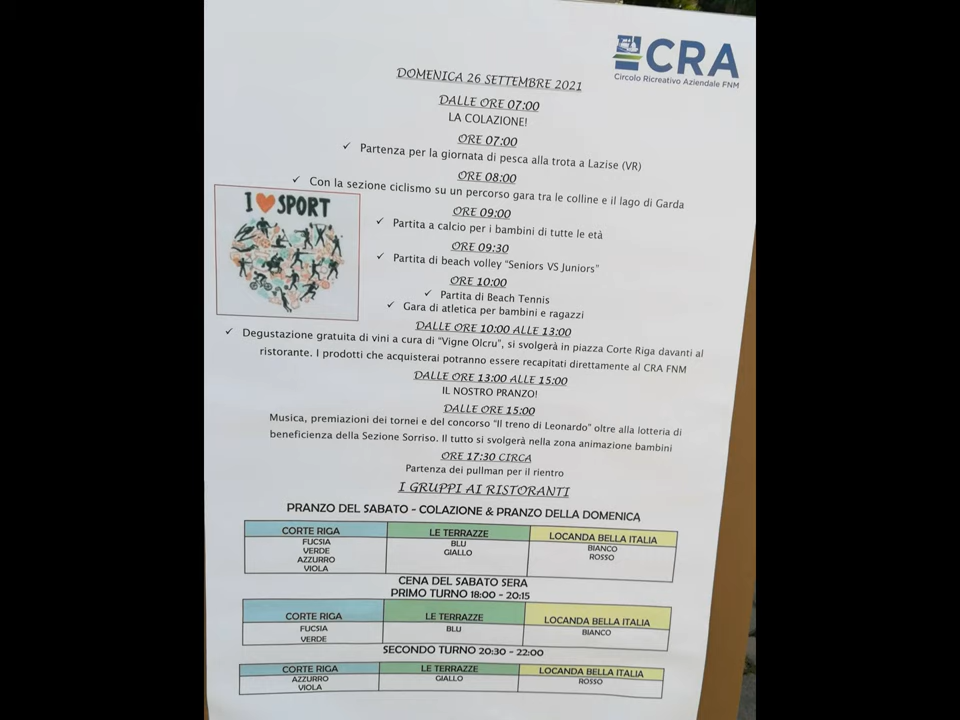 CRA
Circolo Ricreativo Aziendale FNM
DOMENICA 26 SETTEMBRE 2021
DALLE ORE 07:00
LA COLAZIONE!
ORE 07:00
✓ Partenza per la giornata di pesca alla trota a Lazise (VR)
ORE 08:00
✓ Con la sezione ciclismo su un percorso gara tra le colline e il lago di Garda
I SPORT
ORE 09:00
✓ Partita a calcio per i bambini di tutte le età
ORE 09:30
✓ Partita di beach volley "Seniors VS Juniors"
ORE 10:00
✓ Partita di Beach Tennis
✓ Gara di atletica per bambini e ragazzi
DALLE ORE 10:00 ALLE 13:00
✓ Degustazione gratuita di vini a cura di "Vigne Olcru", si svolgerà in piazza Corte Riga davanti al
ristorante. I prodotti che acquisterai potranno essere recapitati direttamente al CRA FNM
DALLE ORE 13:00 ALLE 15:00
IL NOSTRO PRANZO!
DALLE ORE 15:00
Musica, premiazioni dei tornei e del concorso "Il treno di Leonardo" oltre alla lotteria di
beneficienza della Sezione Sorriso. Il tutto si svolgerà nella zona animazione bambini
ORE 17:30 CIRCA
Partenza dei pullman per il rientro
I GRUPPI AI RISTORANTI
PRANZO DEL SABATO - COLAZIONE & PRANZO DELLA DOMENICA
CORTE RIGA LE TERRAZZE LOCANDA BELLA ITALIA
FUCSIA BLU BIANCO
VERDE GIALLO ROSSO
AZZURRO
VIOLA
CENA DEL SABATO SERA
PRIMO TURNO 18:00 - 20:15
CORTE RIGA LE TERRAZZE LOCANDA BELLA ITALIA
FUCSIA BLU BIANCO
VERDE
SECONDO TURNO 20:30 - 22:00
CORTE RIGA LE TERRAZZE LOCANDA BELLA ITALIA
AZZURRO GIALLO ROSSO
VIOLA